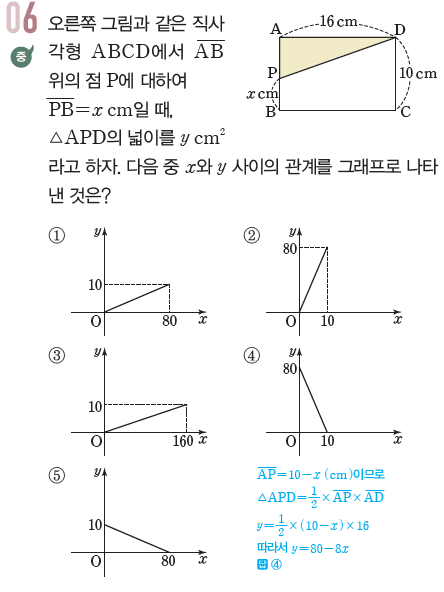 06
중
오른쪽 그림과 같은 직사
각형 ABCD에서 AB
위의 점 P에 대하여
PB=x cm일 때,
△APD의 넓이를 y cm²
라고 하자. 다음 중 x와 y 사이의 관계를 그래프로 나타
낸 것은?
A 16 cm D
P 10 cm
x cm
B C
① y 10 O 80 x
② y 80 O 10 x
③ y 10 O 160 x
④ y 80 O 10 x
⑤ y 10 O 80 x
AP=10-x (cm)이므로
△APD=1/2×AP×AD
y=1/2×(10-x)×16
따라서 y=80-8x
답 ④